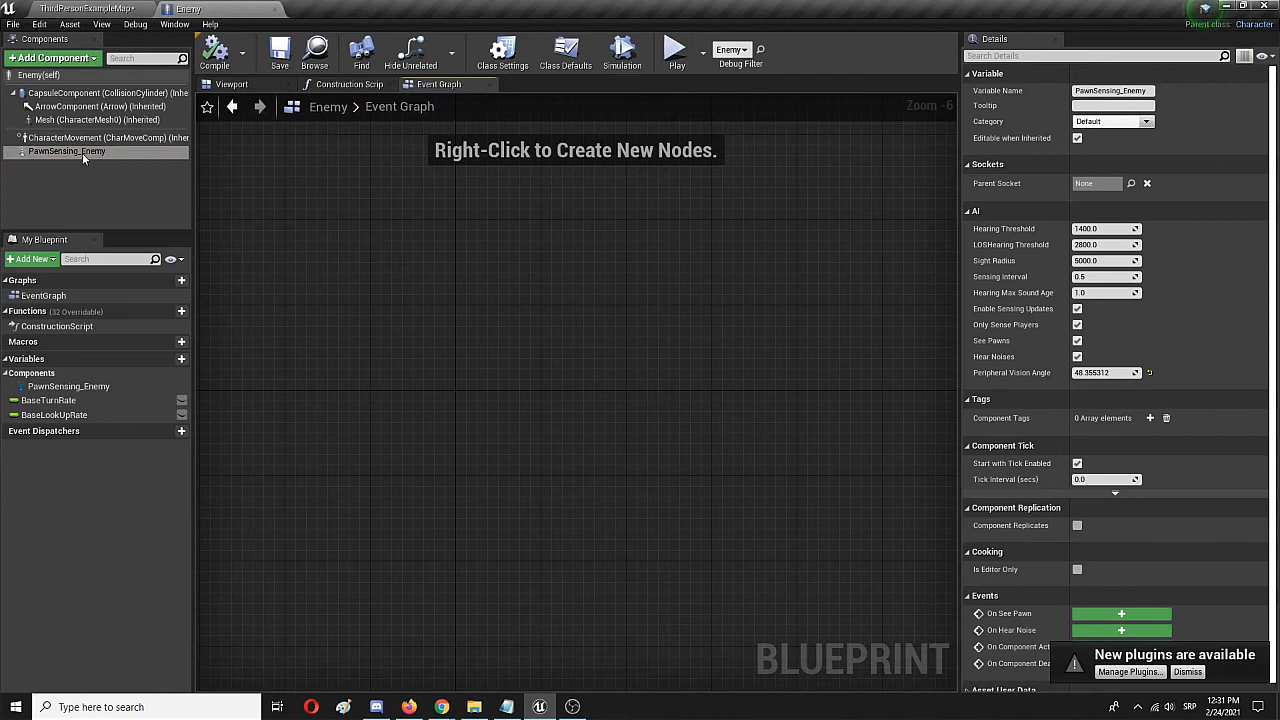 ThirdPersonExampleMap*
Enemy
File Edit Asset View Debug Window Help
Parent class: Character
Components
Details
+Add Component
Search
Compile Save Browse Find Hide Unrelated Class Settings Class Defaults Simulation Play
Enemy
Debug Filter
Search Details
Enemy(self)
CapsuleComponent (CollisionCylinder) (Inhe
ArrowComponent (Arrow) (Inherited)
Mesh (CharacterMesh0) (Inherited)
CharacterMovement (CharMoveComp) (Inher
PawnSensing_Enemy
Viewport
Construction Scrip
Event Graph
Enemy > Event Graph
Zoom -6
Right-Click to Create New Nodes.
BLUEPRINT
My Blueprint
+Add New
Search
Graphs
EventGraph
Functions (32 Overridable)
ConstructionScript
Macros
Variables
Components
PawnSensing_Enemy
BaseTurnRate
BaseLookUpRate
Event Dispatchers
Variable
Variable Name PawnSensing_Enemy
Tooltip
Category Default
Editable when Inherited
Sockets
Parent Socket None
AI
Hearing Threshold 1400.0
LOSHearing Threshold 2800.0
Sight Radius 5000.0
Sensing Interval 0.5
Hearing Max Sound Age 1.0
Enable Sensing Updates
Only Sense Players
See Pawns
Hear Noises
Peripheral Vision Angle 48.355312
Tags
Component Tags 0 Array elements
Component Tick
Start with Tick Enabled
Tick Interval (secs) 0.0
Component Replication
Component Replicates
Cooking
Is Editor Only
Events
On See Pawn +
On Hear Noise +
On Component Act
On Component Dea
Asset User Data
New plugins are available
Manage Plugins... Dismiss
Type here to search
SRP
12:31 PM
2/24/2021